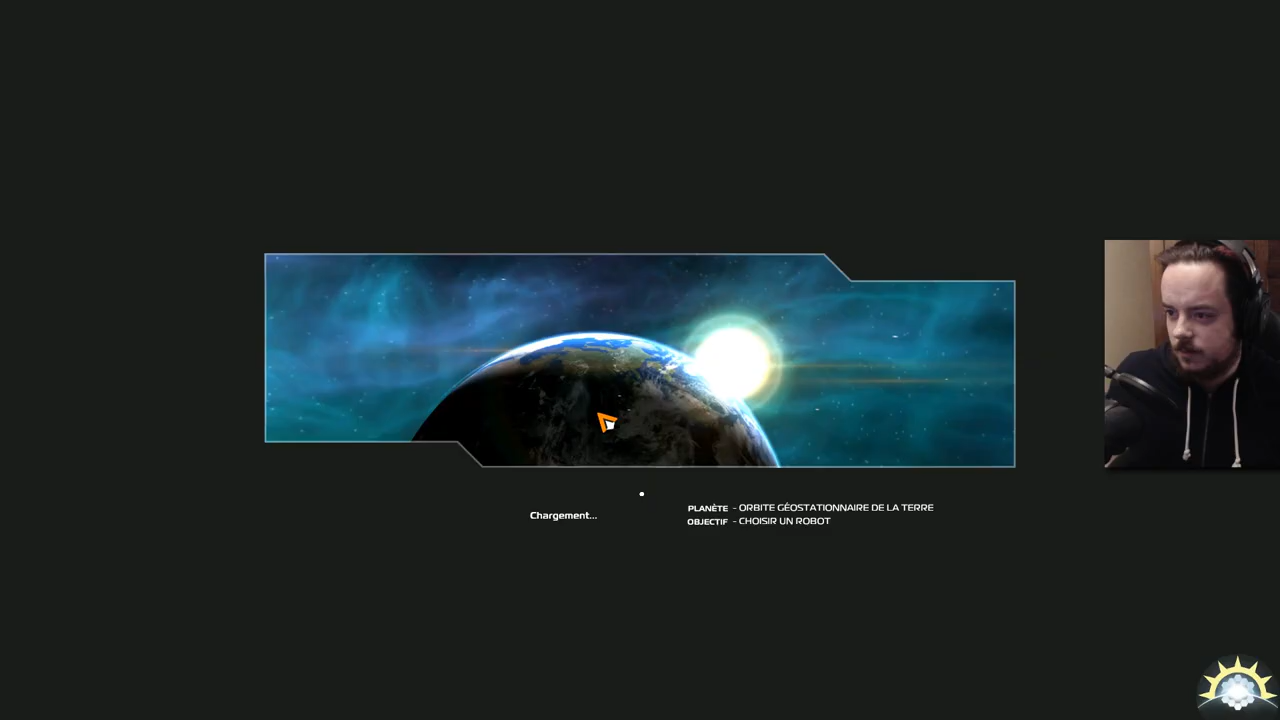 Chargement...
PLANÈTE - ORBITE GÉOSTATIONNAIRE DE LA TERRE
OBJECTIF - CHOISIR UN ROBOT